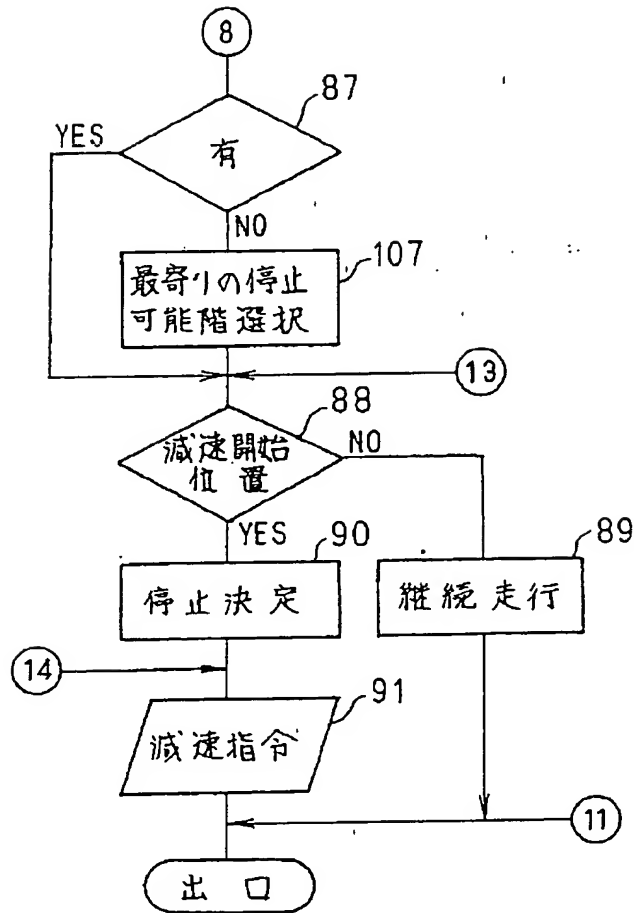 8
87
YES
有
NO
107
最寄りの停止
可能階選択
13
88
減速開始
位置
NO
YES
90
89
停止決定
継続走行
14
91
減速指令
11
出口